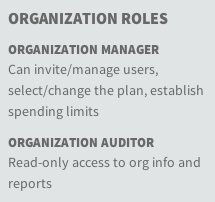 ORGANIZATION ROLES
ORGANIZATION MANAGER
Can invite/manage users,
select/change the plan, establish
spending limits
ORGANIZATION AUDITOR
Read-only access to org info and
reports